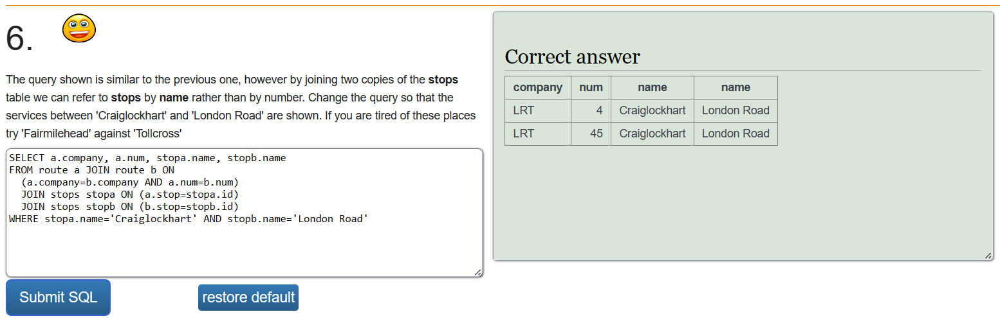 6.
The query shown is similar to the previous one, however by joining two copies of the stops
table we can refer to stops by name rather than by number. Change the query so that the
services between 'Craiglockhart' and 'London Road' are shown. If you are tired of these places
try 'Fairmilehead' against 'Tollcross'
SELECT a.company, a.num, stopa.name, stopb.name
FROM route a JOIN route b ON
  (a.company=b.company AND a.num=b.num)
  JOIN stops stopa ON (a.stop=stopa.id)
  JOIN stops stopb ON (b.stop=stopb.id)
WHERE stopa.name='Craiglockhart' AND stopb.name='London Road'
Submit SQL restore default
Correct answer
company num name name
LRT 4 Craiglockhart London Road
LRT 45 Craiglockhart London Road